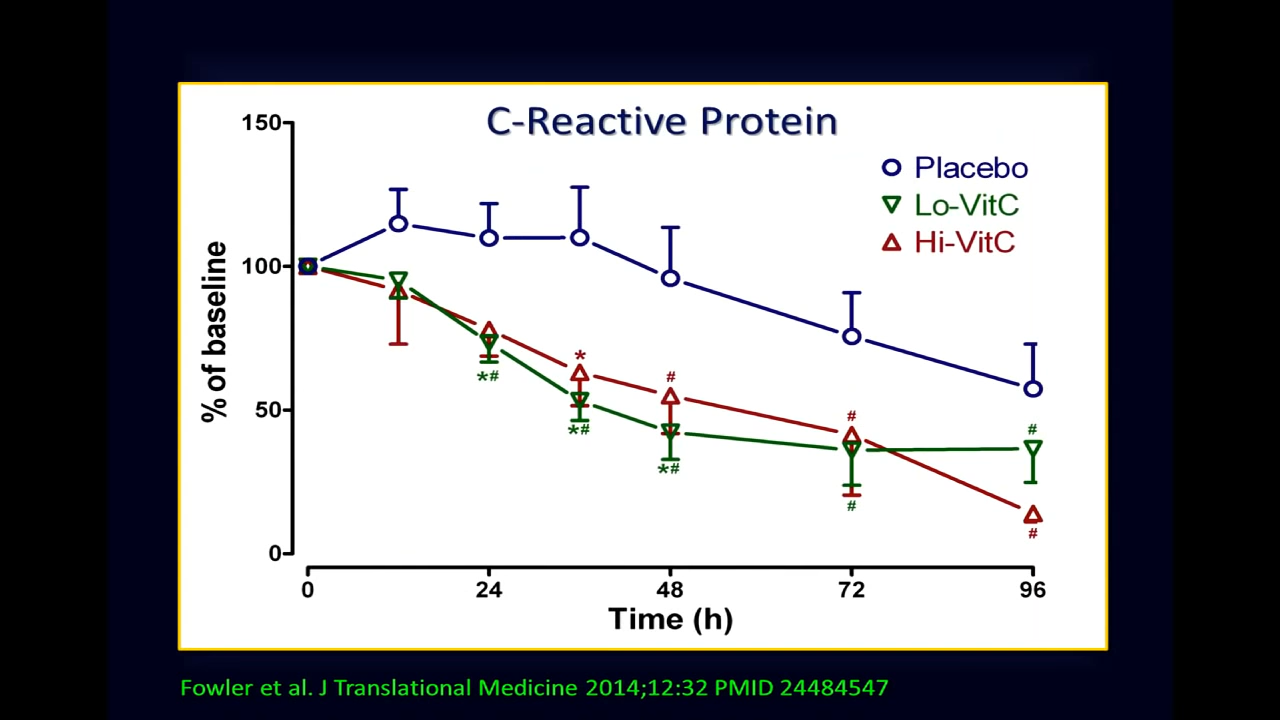 C-Reactive Protein
150
100
50
0
% of baseline
Placebo
Lo-VitC
Hi-VitC
*#
*
*#
#
*#
#
#
#
#
0 24 48 72 96
Time (h)
Fowler et al. J Translational Medicine 2014;12:32 PMID 24484547